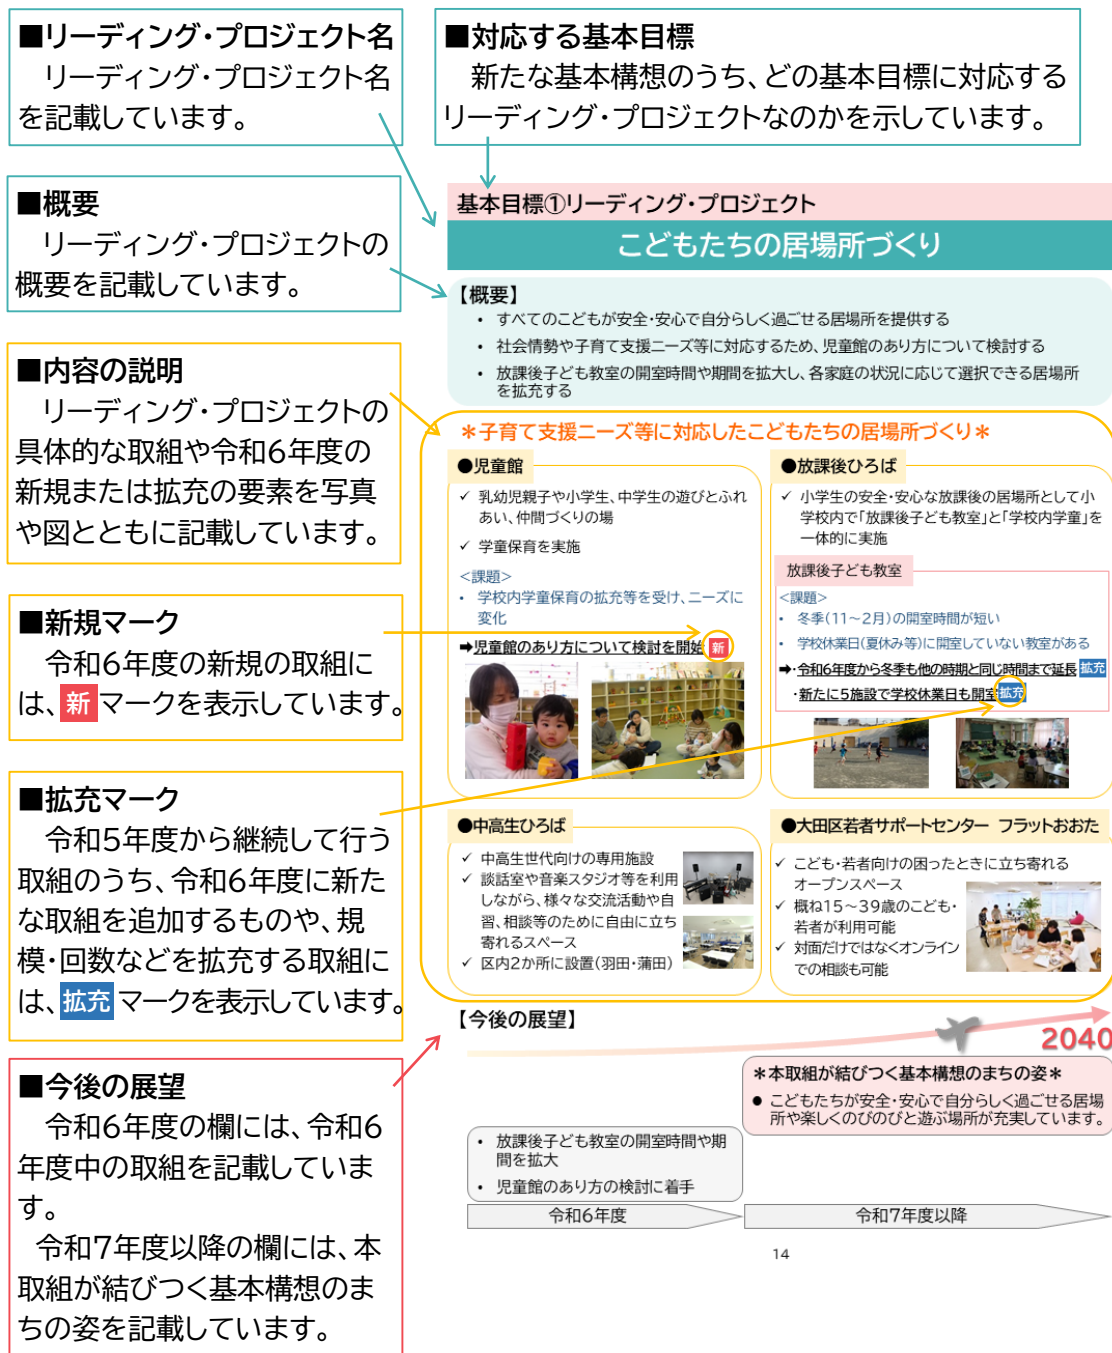 ■リーディング・プロジェクト名
リーディング・プロジェクト名
を記載しています。
■対応する基本目標
新たな基本構想のうち、どの基本目標に対応する
リーディング・プロジェクトなのかを示しています。
■概要
リーディング・プロジェクトの
概要を記載しています。
■内容の説明
リーディング・プロジェクトの
具体的な取組や令和6年度の
新規または拡充の要素を写真
や図とともに記載しています。
■新規マーク
令和6年度の新規の取組に
は、新マークを表示しています。
■拡充マーク
令和5年度から継続して行う
取組のうち、令和6年度に新た
な取組を追加するものや、規
模・回数などを拡充する取組に
は、拡充マークを表示しています。
■今後の展望
令和6年度の欄には、令和6
年度中の取組を記載していま
す。
令和7年度以降の欄には、本
取組が結びつく基本構想のま
ちの姿を記載しています。
基本目標①リーディング・プロジェクト
こどもたちの居場所づくり
【概要】
• すべてのこどもが安全・安心で自分らしく過ごせる居場所を提供する
• 社会情勢や子育て支援ニーズ等に対応するため、児童館のあり方について検討する
• 放課後子ども教室の開室時間や期間を拡大し、各家庭の状況に応じて選択できる居場所
を拡充する
＊子育て支援ニーズ等に対応したこどもたちの居場所づくり＊
●児童館
✓ 乳幼児親子や小学生、中学生の遊びとふれ
あい、仲間づくりの場
✓ 学童保育を実施
<課題>
• 学校内学童保育の拡充等を受け、ニーズに
変化
➡児童館のあり方について検討を開始 新
●放課後ひろば
✓ 小学生の安全・安心な放課後の居場所として小
学校内で「放課後子ども教室」と「学校内学童」を
一体的に実施
放課後子ども教室
<課題>
• 冬季(11～2月)の開室時間が短い
• 学校休業日(夏休み等)に開室していない教室がある
➡・令和6年度から冬季も他の時期と同じ時間まで延長 拡充
・新たに5施設で学校休業日も開室 拡充
●中高生ひろば
✓ 中高生世代向けの専用施設
✓ 談話室や音楽スタジオ等を利用
しながら、様々な交流活動や自
習、相談等のために自由に立ち
寄れるスペース
✓ 区内2か所に設置(羽田・蒲田)
●大田区若者サポートセンター フラットおおた
✓ こども・若者向けの困ったときに立ち寄れる
オープンスペース
✓ 概ね15～39歳のこども・
若者が利用可能
✓ 対面だけではなくオンライン
での相談も可能
【今後の展望】
2040
＊本取組が結びつく基本構想のまちの姿＊
● こどもたちが安全・安心で自分らしく過ごせる居場
所や楽しくのびのびと遊ぶ場所が充実しています。
• 放課後子ども教室の開室時間や期
間を拡大
• 児童館のあり方の検討に着手
令和6年度
令和7年度以降
14